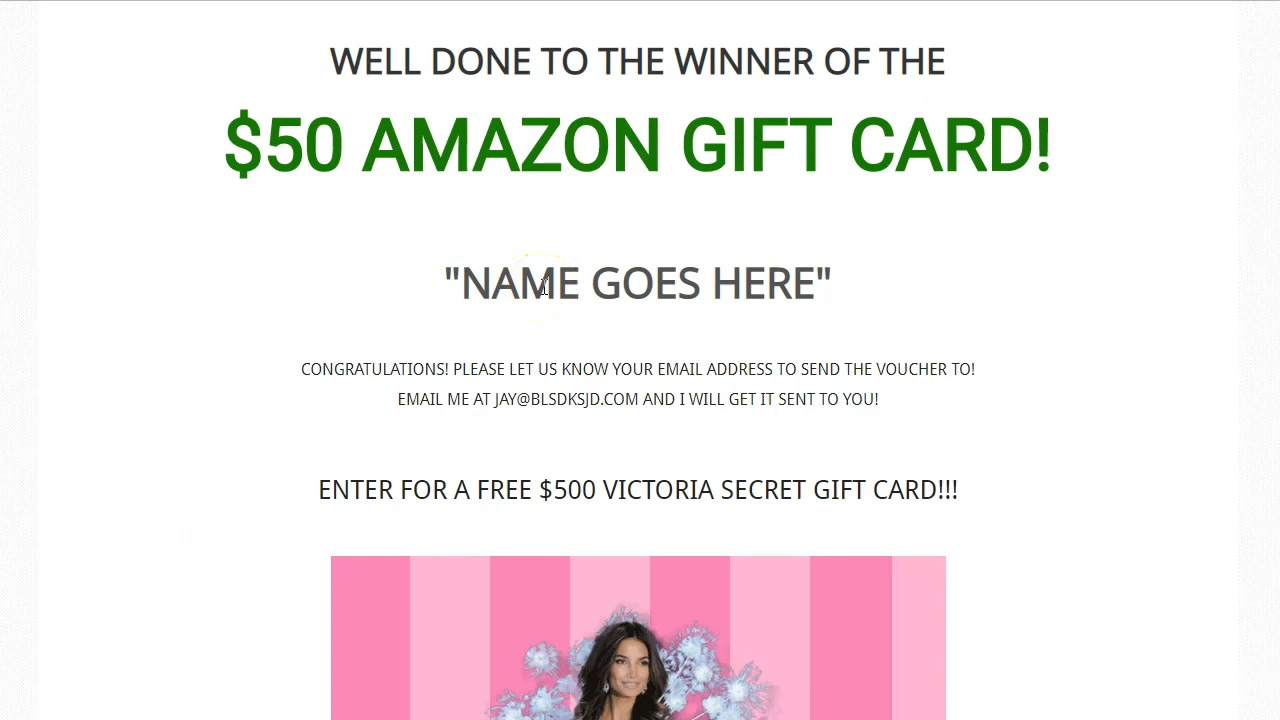 WELL DONE TO THE WINNER OF THE
$50 AMAZON GIFT CARD!
"NAME GOES HERE"
CONGRATULATIONS! PLEASE LET US KNOW YOUR EMAIL ADDRESS TO SEND THE VOUCHER TO!
EMAIL ME AT JAY@BLSDKSJD.COM AND I WILL GET IT SENT TO YOU!
ENTER FOR A FREE $500 VICTORIA SECRET GIFT CARD!!!